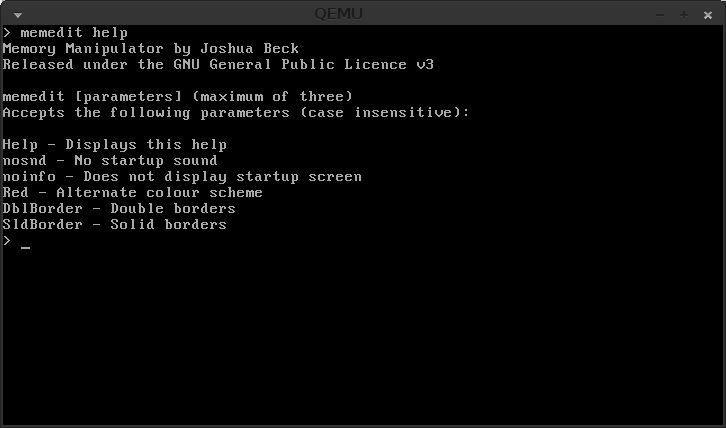 QEMU
> memedit help
Memory Manipulator by Joshua Beck
Released under the GNU General Public Licence v3
memedit [parameters] (maximum of three)
Accepts the following parameters (case insensitive):
Help - Displays this help
nosnd - No startup sound
noinfo - Does not display startup screen
Red - Alternate colour scheme
DblBorder - Double borders
SldBorder - Solid borders
> _